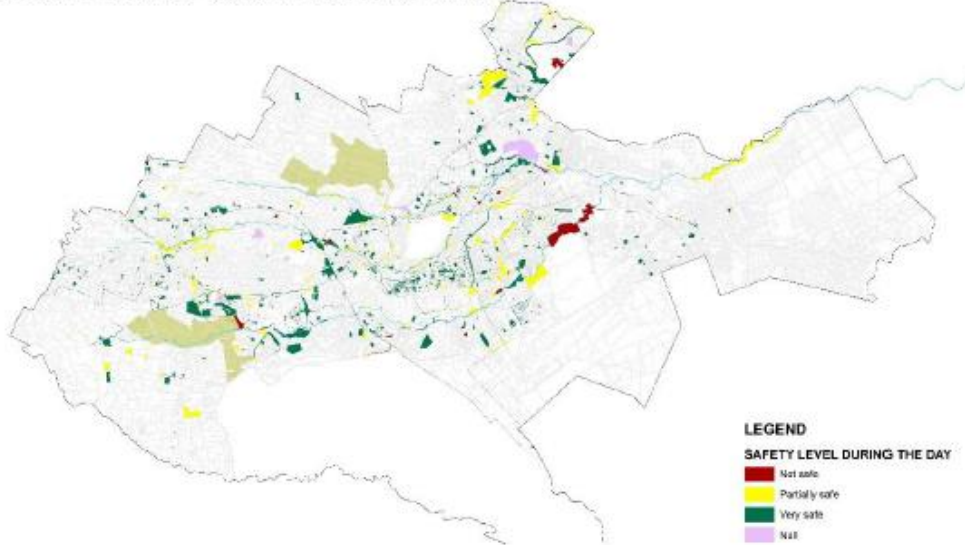 LEGEND
SAFETY LEVEL DURING THE DAY
Not safe
Partially safe
Very safe
Null